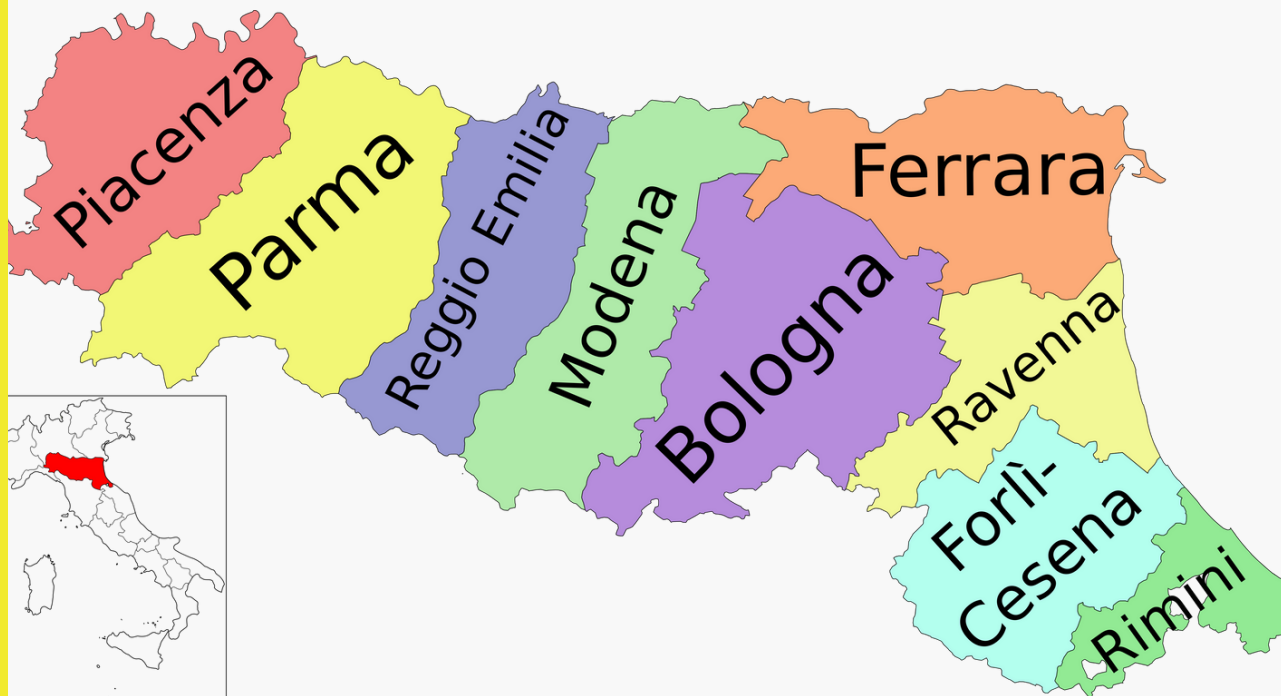 Piacenza
Parma
Reggio Emilia
Modena
Bologna
Ferrara
Ravenna
Forlì-
Cesena
Rimini